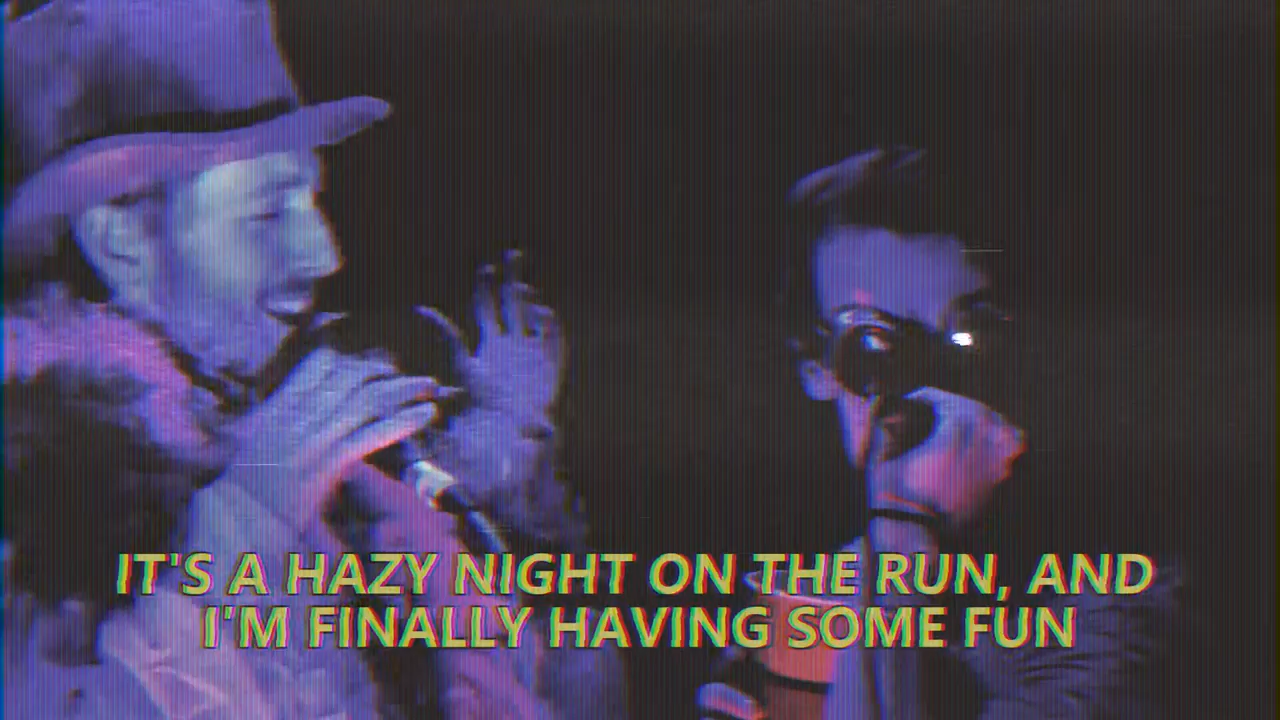 IT'S A HAZY NIGHT ON THE RUN, AND
I'M FINALLY HAVING SOME FUN